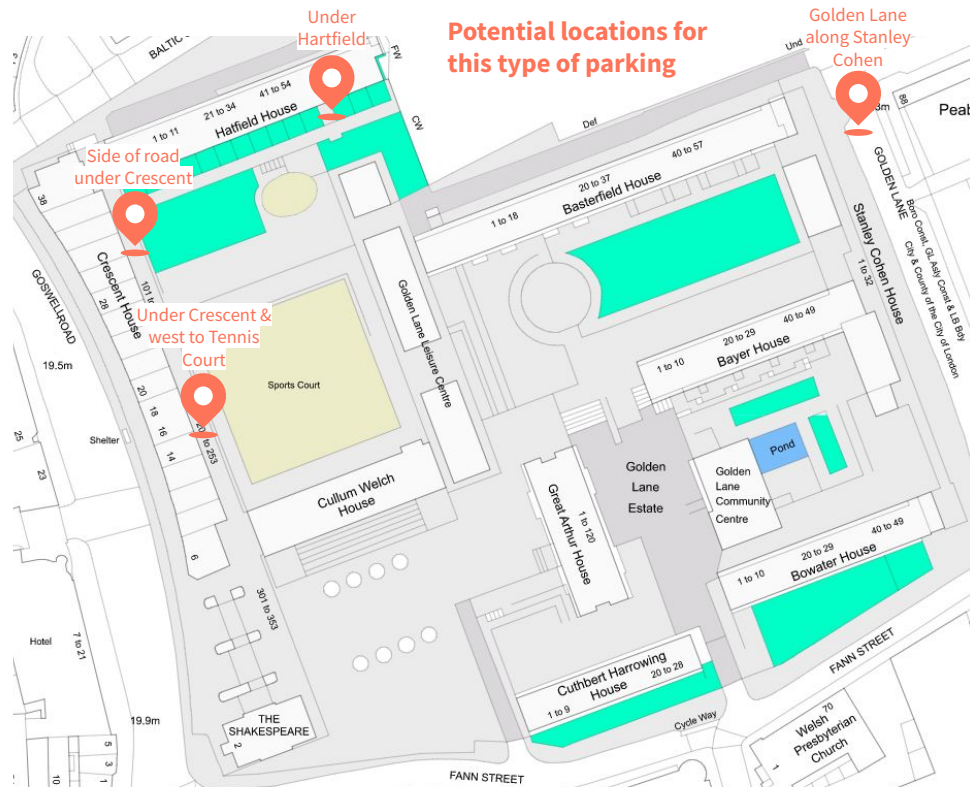 Under
Hartfield
Potential locations for
this type of parking
Golden Lane
along Stanley
Cohen
BALTIC S
FW
CW
Und
Def
3m
88
Peab
1 to 11
21 to 34
41 to 54
Hatfield House
Side of road
under Crescent
38
Crescent House
28
101 to
GOSWELLROAD
19.5m
1 to 18
20 to 37
40 to 57
Basterfield House
GOLDEN LANE
Boro Const, GL Asly Const & LB Bdy
City & County of the City of London
Stanley Cohen House
1 to 32
Under Crescent &
west to Tennis
Court
Golden Lane Leisure Centre
Sports Court
1 to 10
20 to 29
40 to 49
Bayer House
20
18
16
14
to 253
Shelter
25
23
Cullum Welch
House
6
Great Arthur House
1 to 120
Golden
Lane
Estate
Golden
Lane
Community
Centre
Pond
1 to 10
20 to 29
40 to 49
Bowater House
301 to 353
Hotel
7 to 21
19.9m
THE
SHAKESPEARE
2
Cuthbert Harrowing
House
1 to 9
20 to 28
Cycle Way
FANN STREET
FANN STREET
70
Welsh
Presbyterian
Church
1
5
3
1
10